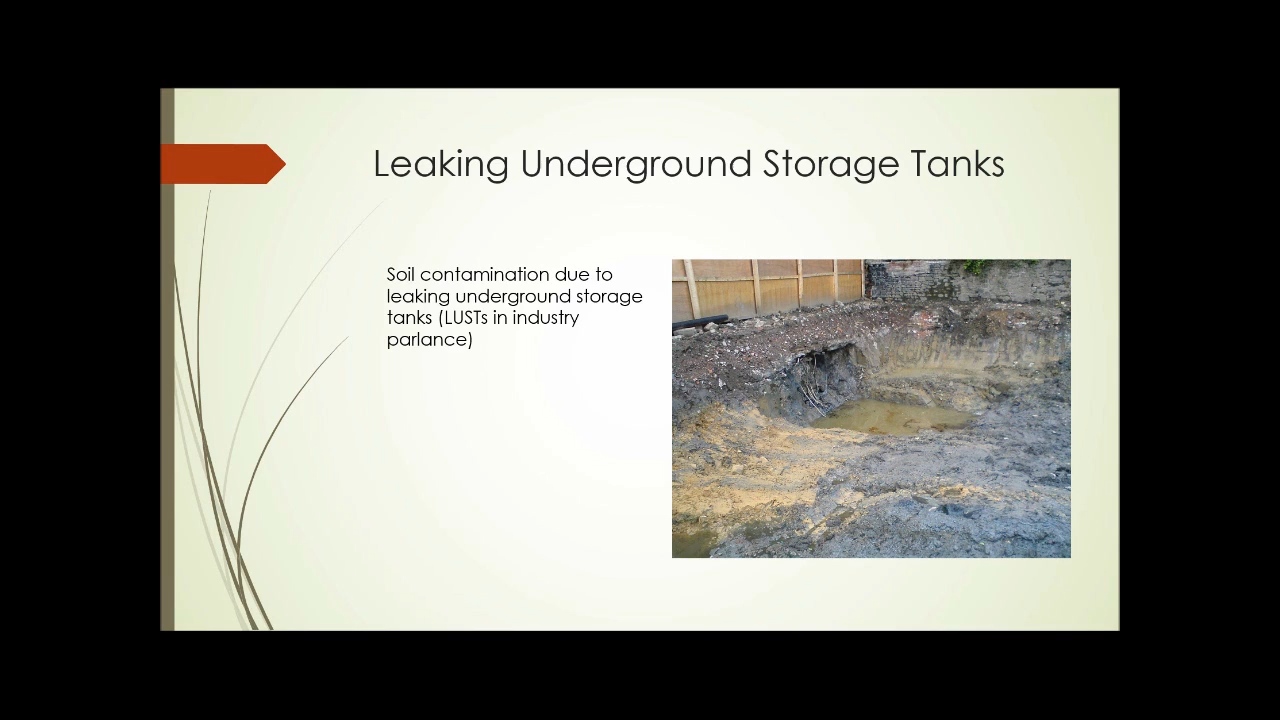 Leaking Underground Storage Tanks
Soil contamination due to
leaking underground storage
tanks (LUSTs in industry
parlance)